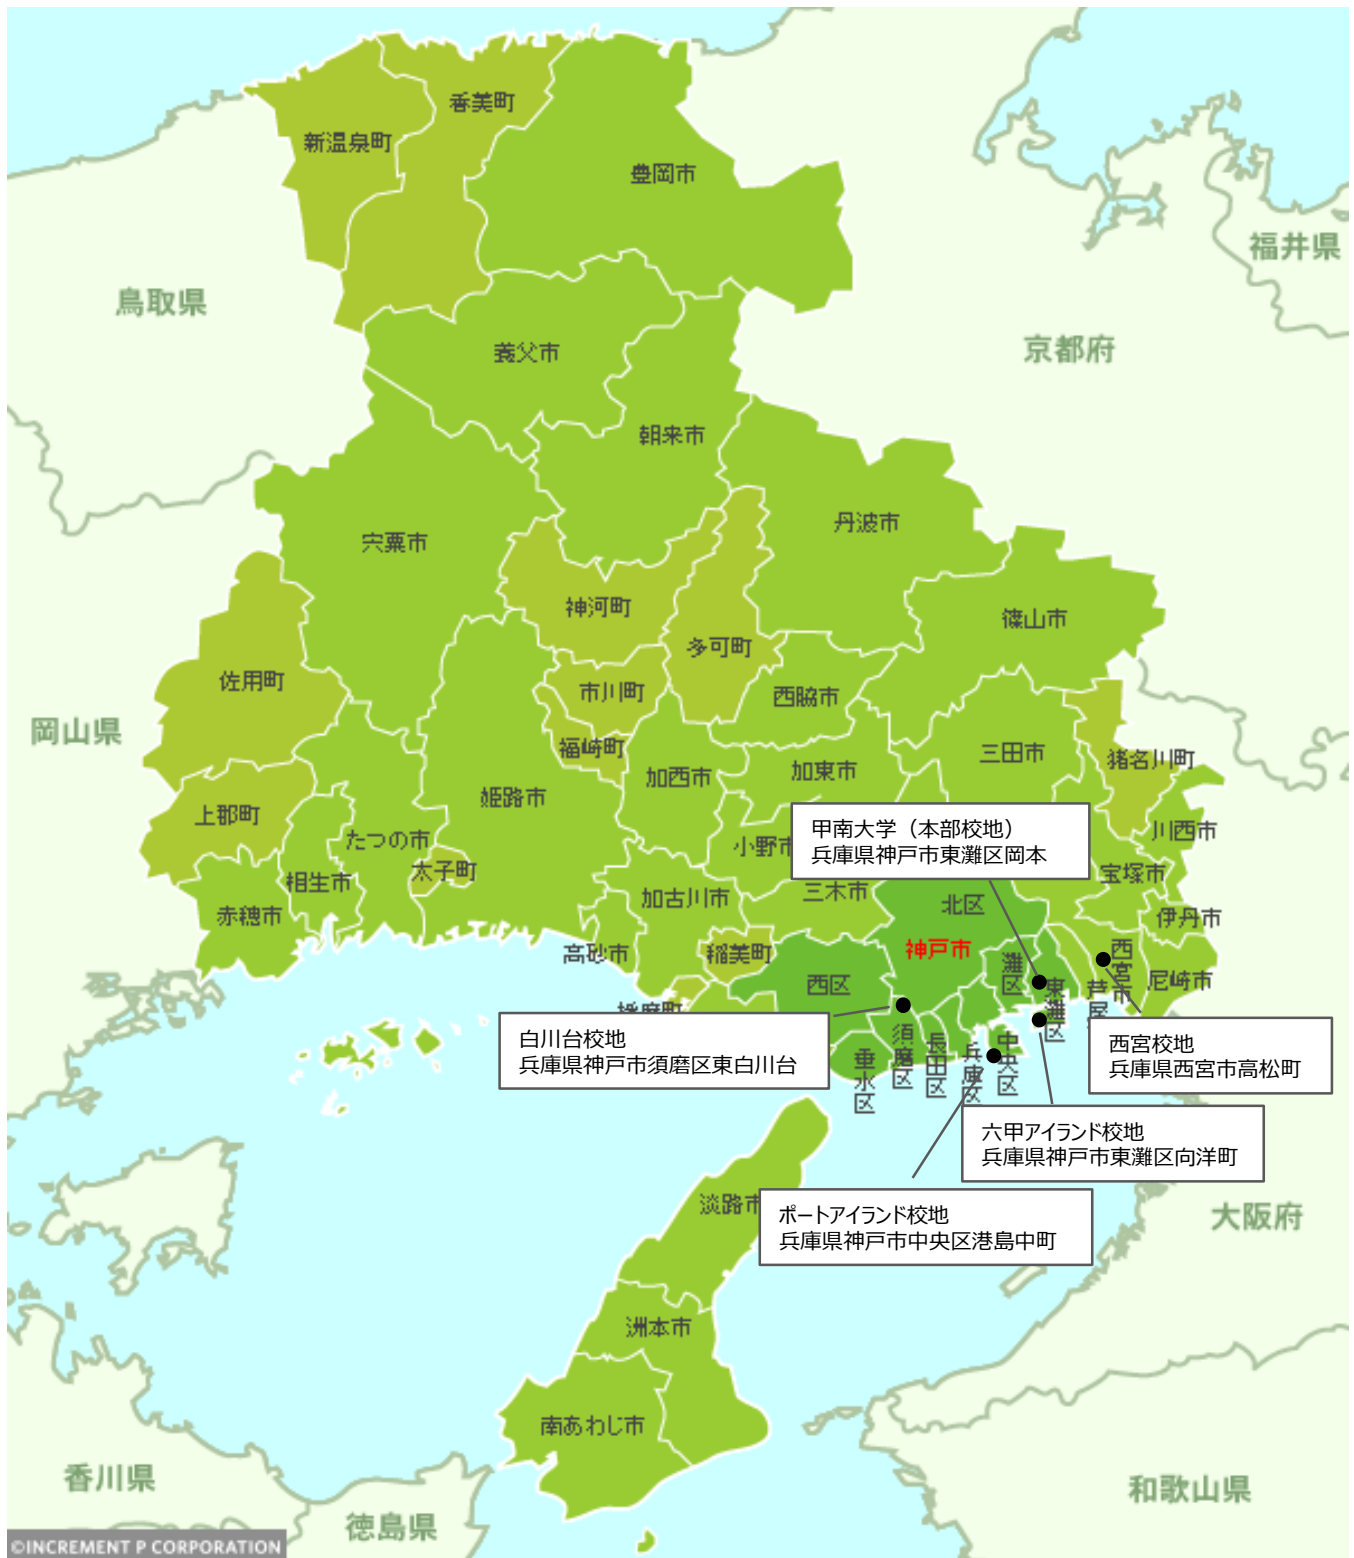 香美町
新温泉町
豊岡市
福井県
鳥取県
京都府
養父市
朝来市
丹波市
宍粟市
神河町
篠山市
多可町
佐用町
市川町
西脇市
岡山県
福崎町
三田市
猪名川町
加西市
加東市
姫路市
上郡町
川西市
たつの市
小野市
甲南大学（本部校地）
兵庫県神戸市東灘区岡本
太子町
宝塚市
相生市
三木市
加古川市
北区
赤穂市
伊丹市
神戸市
高砂市
稲美町
西宮市
灘区
尼崎市
西区
東灘区
芦屋
播磨町
白川台校地
兵庫県神戸市須磨区東白川台
須磨区
長田区
兵庫区
中央区
垂水区
西宮校地
兵庫県西宮市高松町
六甲アイランド校地
兵庫県神戸市東灘区向洋町
淡路市
ポートアイランド校地
兵庫県神戸市中央区港島中町
大阪府
洲本市
南あわじ市
香川県
和歌山県
徳島県
©INCREMENT P CORPORATION